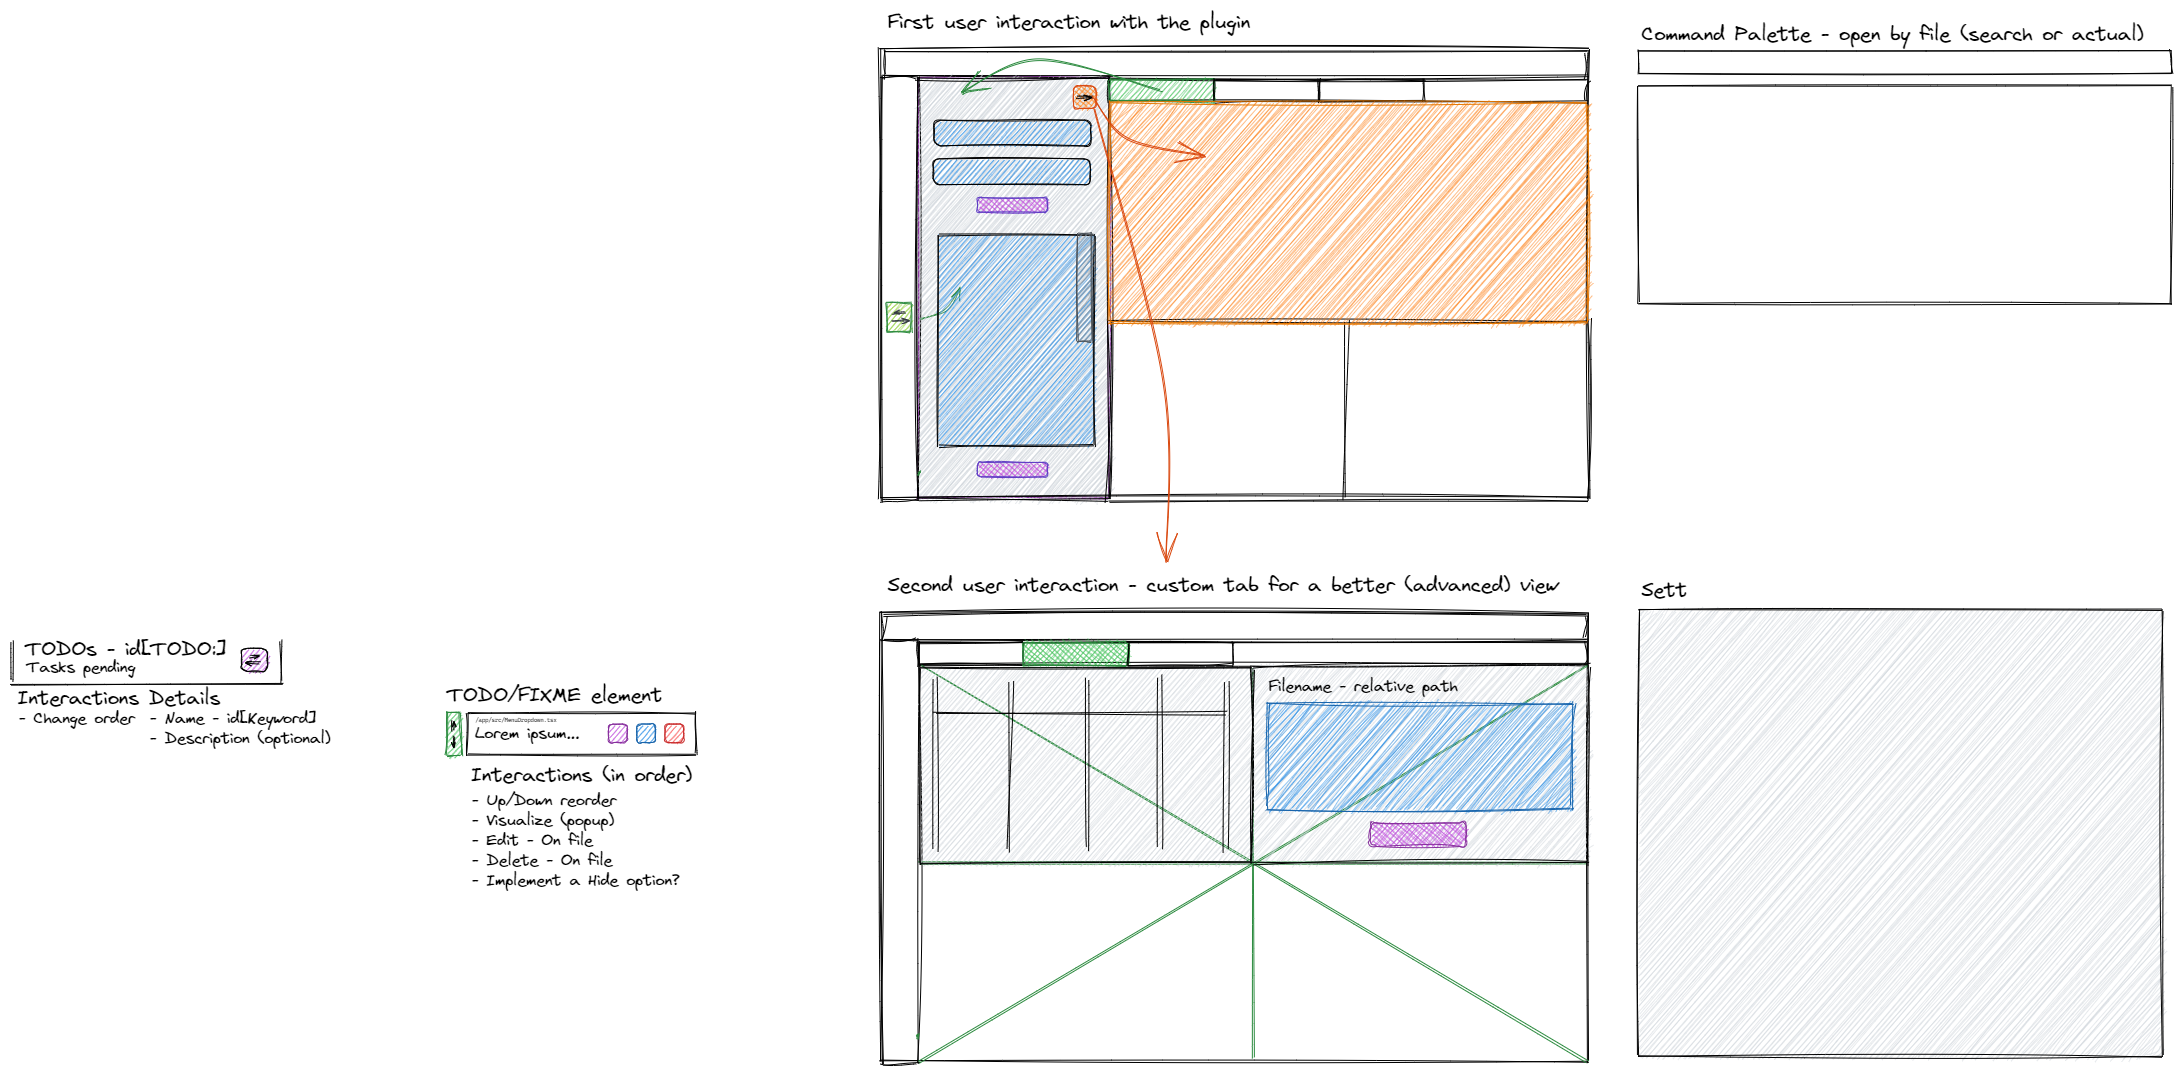 First user interaction with the plugin
Command Palette - open by file (search or actual)
Second user interaction - custom tab for a better (advanced) view
Sett
Filename - relative path
TODOs - id[TODO:]
Tasks pending
Interactions
- Change order
Details
- Name - id[Keyword]
- Description (optional)
TODO/FIXME element
/app/src/MenuDropdown.tsx
Lorem ipsum...
Interactions (in order)
- Up/Down reorder
- Visualize (popup)
- Edit - On file
- Delete - On file
- Implement a Hide option?